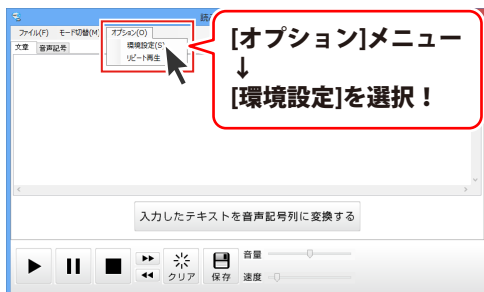 読
ファイル(F) モード切替(M) オプション(O)
環境設定(S)
リピート再生
文章 音声記号
[オプション]メニュー
↓
[環境設定]を選択！
入力したテキストを音声記号列に変換する
クリア 保存
音量
速度